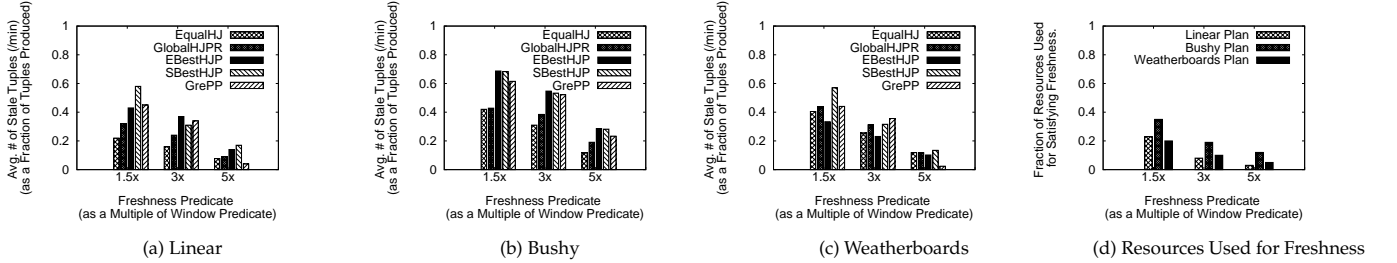 Avg. # of Stale Tuples (/min)
(as a Fraction of Tuples Produced)
1
0.8
0.6
0.4
0.2
0
EqualHJ
GlobalHJPR
EBestHJP
SBestHJP
GrePP
1.5x 3x 5x
Freshness Predicate
(as a Multiple of Window Predicate)
(a) Linear
Avg. # of Stale Tuples (/min)
(as a Fraction of Tuples Produced)
1
0.8
0.6
0.4
0.2
0
EqualHJ
GlobalHJPR
EBestHJP
SBestHJP
GrePP
1.5x 3x 5x
Freshness Predicate
(as a Multiple of Window Predicate)
(b) Bushy
Avg. # of Stale Tuples (/min)
(as a Fraction of Tuples Produced)
1
0.8
0.6
0.4
0.2
0
EqualHJ
GlobalHJPR
EBestHJP
SBestHJP
GrePP
1.5x 3x 5x
Freshness Predicate
(as a Multiple of Window Predicate)
(c) Weatherboards
Fraction of Resources Used
for Satisfying Freshness.
1
0.8
0.6
0.4
0.2
0
Linear Plan
Bushy Plan
Weatherboards Plan
1.5x 3x 5x
Freshness Predicate
(as a Multiple of Window Predicate)
(d) Resources Used for Freshness